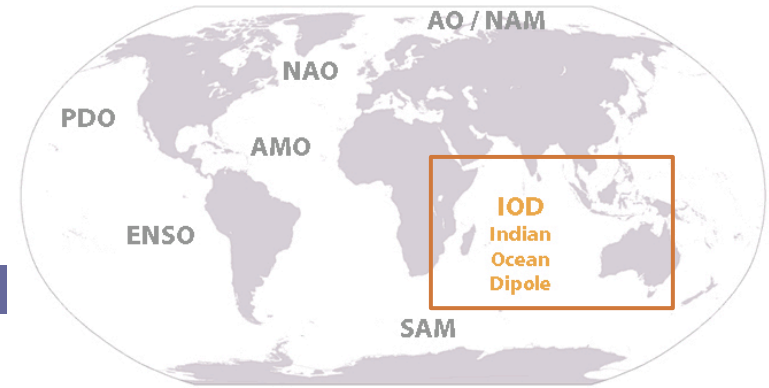 AO / NAM
NAO
PDO
AMO
IOD
Indian
Ocean
Dipole
ENSO
SAM